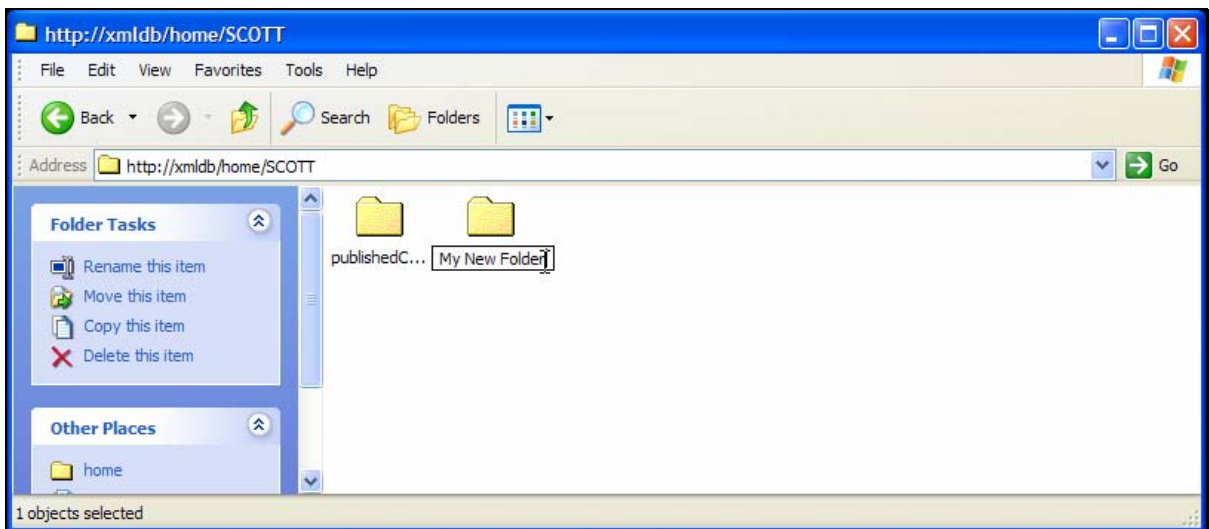 http://xmldb/home/SCOTT
File Edit View Favorites Tools Help
Back Search Folders
Address http://xmldb/home/SCOTT Go
Folder Tasks
Rename this item
Move this item
Copy this item
Delete this item
publishedC... My New Folder
Other Places
home
1 objects selected